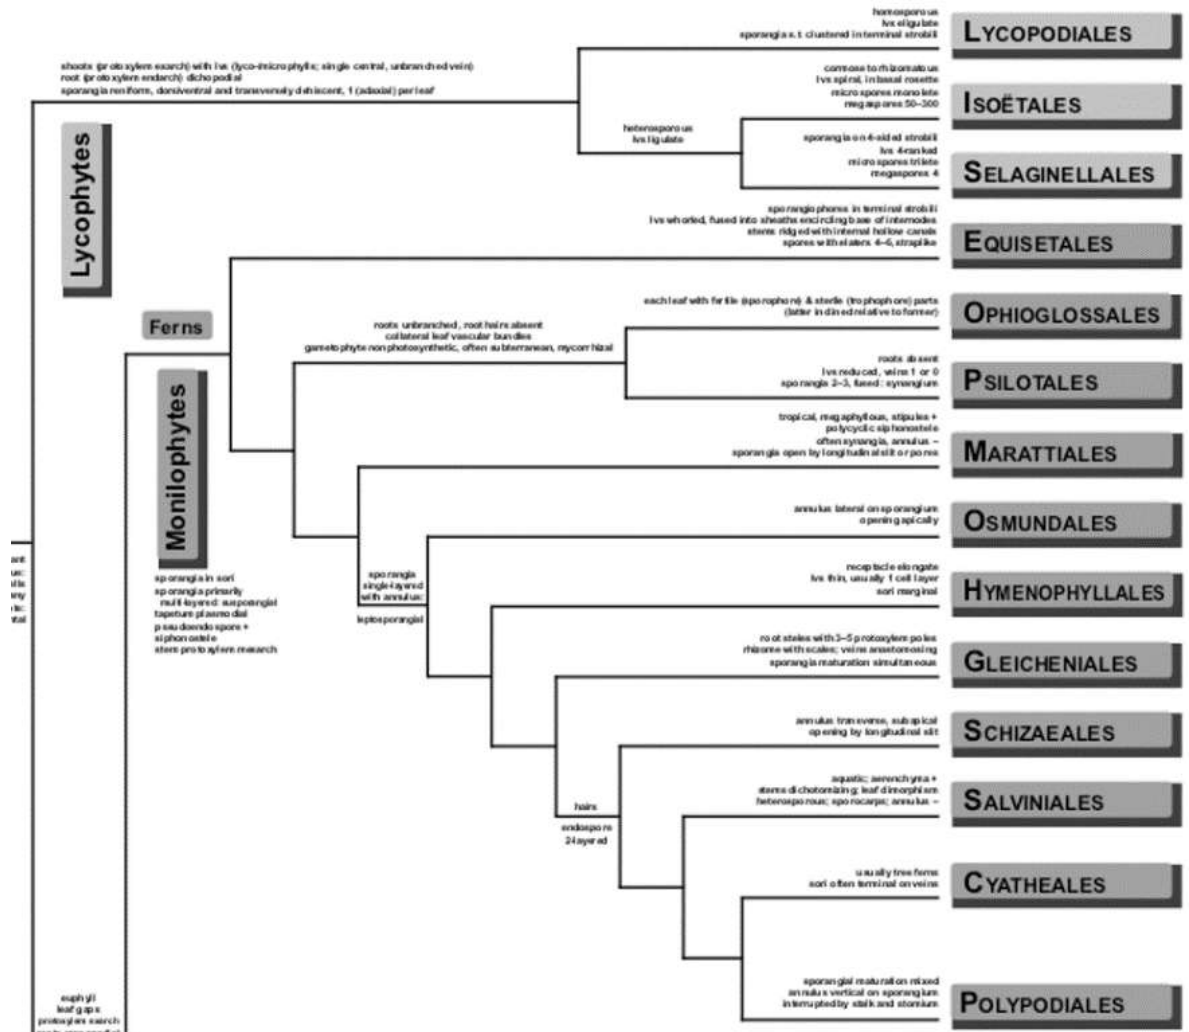 homosporous
lvs eligulate
sporangia s.t. clustered in terminal strobili
LYCOPODIALES
shoots (protoxylem exarch) with lvs (lyco-/microphylls; single central, unbranched vein)
root (protoxylem endarch) dichopodial
sporangia reniform, dorsiventral and transversely dehiscent, 1 (adaxial) per leaf
cormose to rhizomatous
lvs spiral, in basal rosette
microspores monolete
megaspores 50–300
ISOËTALES
heterosporous
lvs ligulate
sporangia on 4-sided strobili
lvs 4-ranked
microspores trilete
megaspores 4
SELAGINELLALES
Lycophytes
sporangiophores in terminal strobili
lvs whorled, fused into sheaths encircling base of internodes
stems ridged with internal hollow canals
spores with elaters 4–6, straplike
EQUISETALES
Ferns
each leaf with fertile (sporophore) & sterile (trophophore) parts
(latter inclined relative to former)
OPHIOGLOSSALES
roots unbranched, root hairs absent
collateral leaf vascular bundles
gametophyte nonphotosynthetic, often subterranean, mycorrhizal
roots absent
lvs reduced, veins 1 or 0
sporangia 2–3, fused: synangium
PSILOTALES
Monilophytes
tropical, megaphyllous, stipules +
polycyclic siphonostele
often synangia, annulus –
sporangia open by longitudinal slit or pores
MARATTIALES
annulus lateral on sporangium
opening apically
OSMUNDALES
sporangia in sori
sporangia primarily
multi-layered: eusporangial
tapetum plasmodial
pseudoendospore +
siphonostele
stem protoxylem mesarch
sporangia
single-layered
with annulus:
leptosporangial
receptacle elongate
lvs thin, usually 1 cell layer
sori marginal
HYMENOPHYLLALES
root steles with 3–5 protoxylem poles
rhizome with scales; veins anastomosing
sporangia maturation simultaneous
GLEICHENIALES
annulus transverse, subapical
opening by longitudinal slit
SCHIZAEALES
hairs
endospore
2-layered
aquatic; aerenchyma +
stems dichotomizing; leaf dimorphism
heterosporous; sporocarps; annulus –
SALVINIALES
usually tree ferns
sori often terminal on veins
CYATHEALES
sporangial maturation mixed
annulus vertical on sporangium
interrupted by stalk and stomium
POLYPODIALES
euphyll
leaf gaps
protoxylem exarch